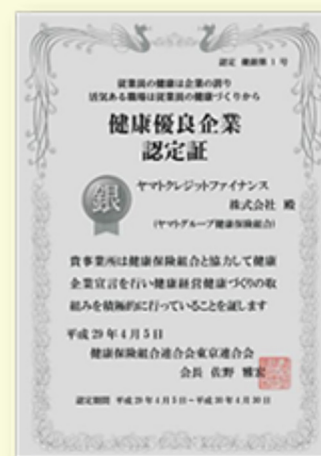 認定 健銀第1号
従業員の健康は企業の誇り
活気ある職場は従業員の健康づくりから
健康優良企業
認定証
銀
ヤマトクレジットファイナンス
株式会社 殿
(ヤマトグループ健康保険組合)
貴事業所は健康保険組合と協力して健康
企業宣言を行い健康経営健康づくりの取
組みを積極的に行っていることを証します
平成29年4月5日
健康保険組合連合会東京連合会
会長 佐野 雅宏
認定期間 平成29年4月5日~平成30年4月30日